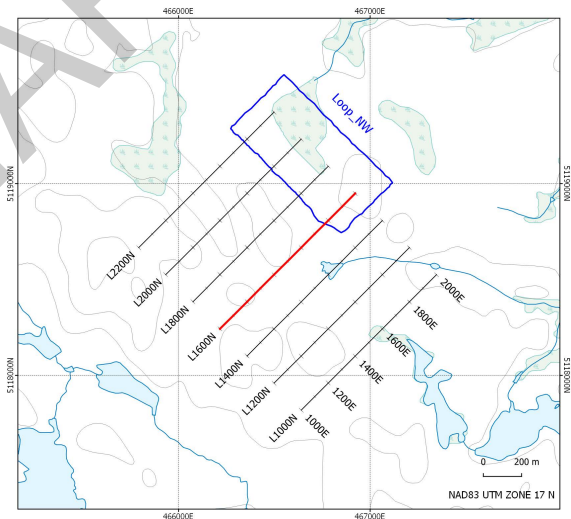 466000E 467000E
Loop_NW
5119000N 5119000N
L2200N
L2000N
L1800N
L1600N
L1400N
L1200N
L1000N
2000E
1800E
1600E
1400E
1200E
1000E
5118000N 5118000N
0 200 m
NAD83 UTM ZONE 17 N
466000E 467000E